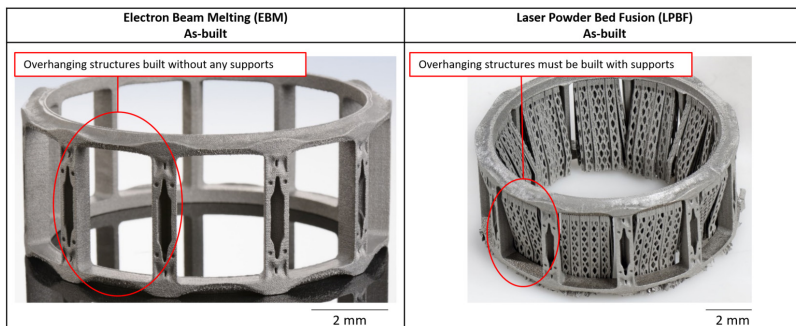 Electron Beam Melting (EBM)
As-built
Laser Powder Bed Fusion (LPBF)
As-built
Overhanging structures built without any supports
Overhanging structures must be built with supports
2 mm
2 mm